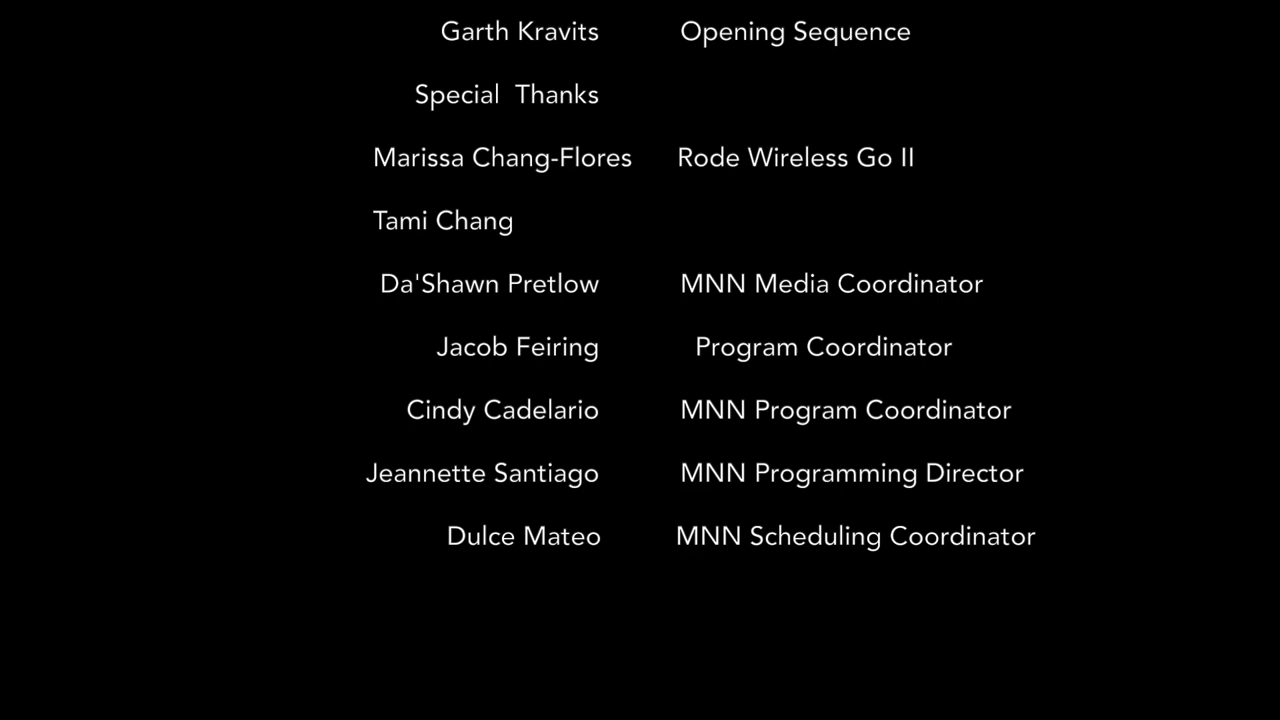 Garth Kravits Opening Sequence
Special Thanks
Marissa Chang-Flores Rode Wireless Go II
Tami Chang
Da'Shawn Pretlow MNN Media Coordinator
Jacob Feiring Program Coordinator
Cindy Cadelario MNN Program Coordinator
Jeannette Santiago MNN Programming Director
Dulce Mateo MNN Scheduling Coordinator